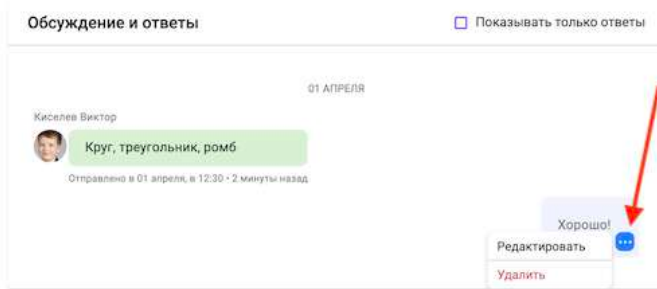 Обсуждение и ответы
Показывать только ответы
01 АПРЕЛЯ
Киселев Виктор
Круг, треугольник, ромб
Отправлено в 01 апреля, в 12:30 • 2 минуты назад
Хорошо!
Редактировать
Удалить